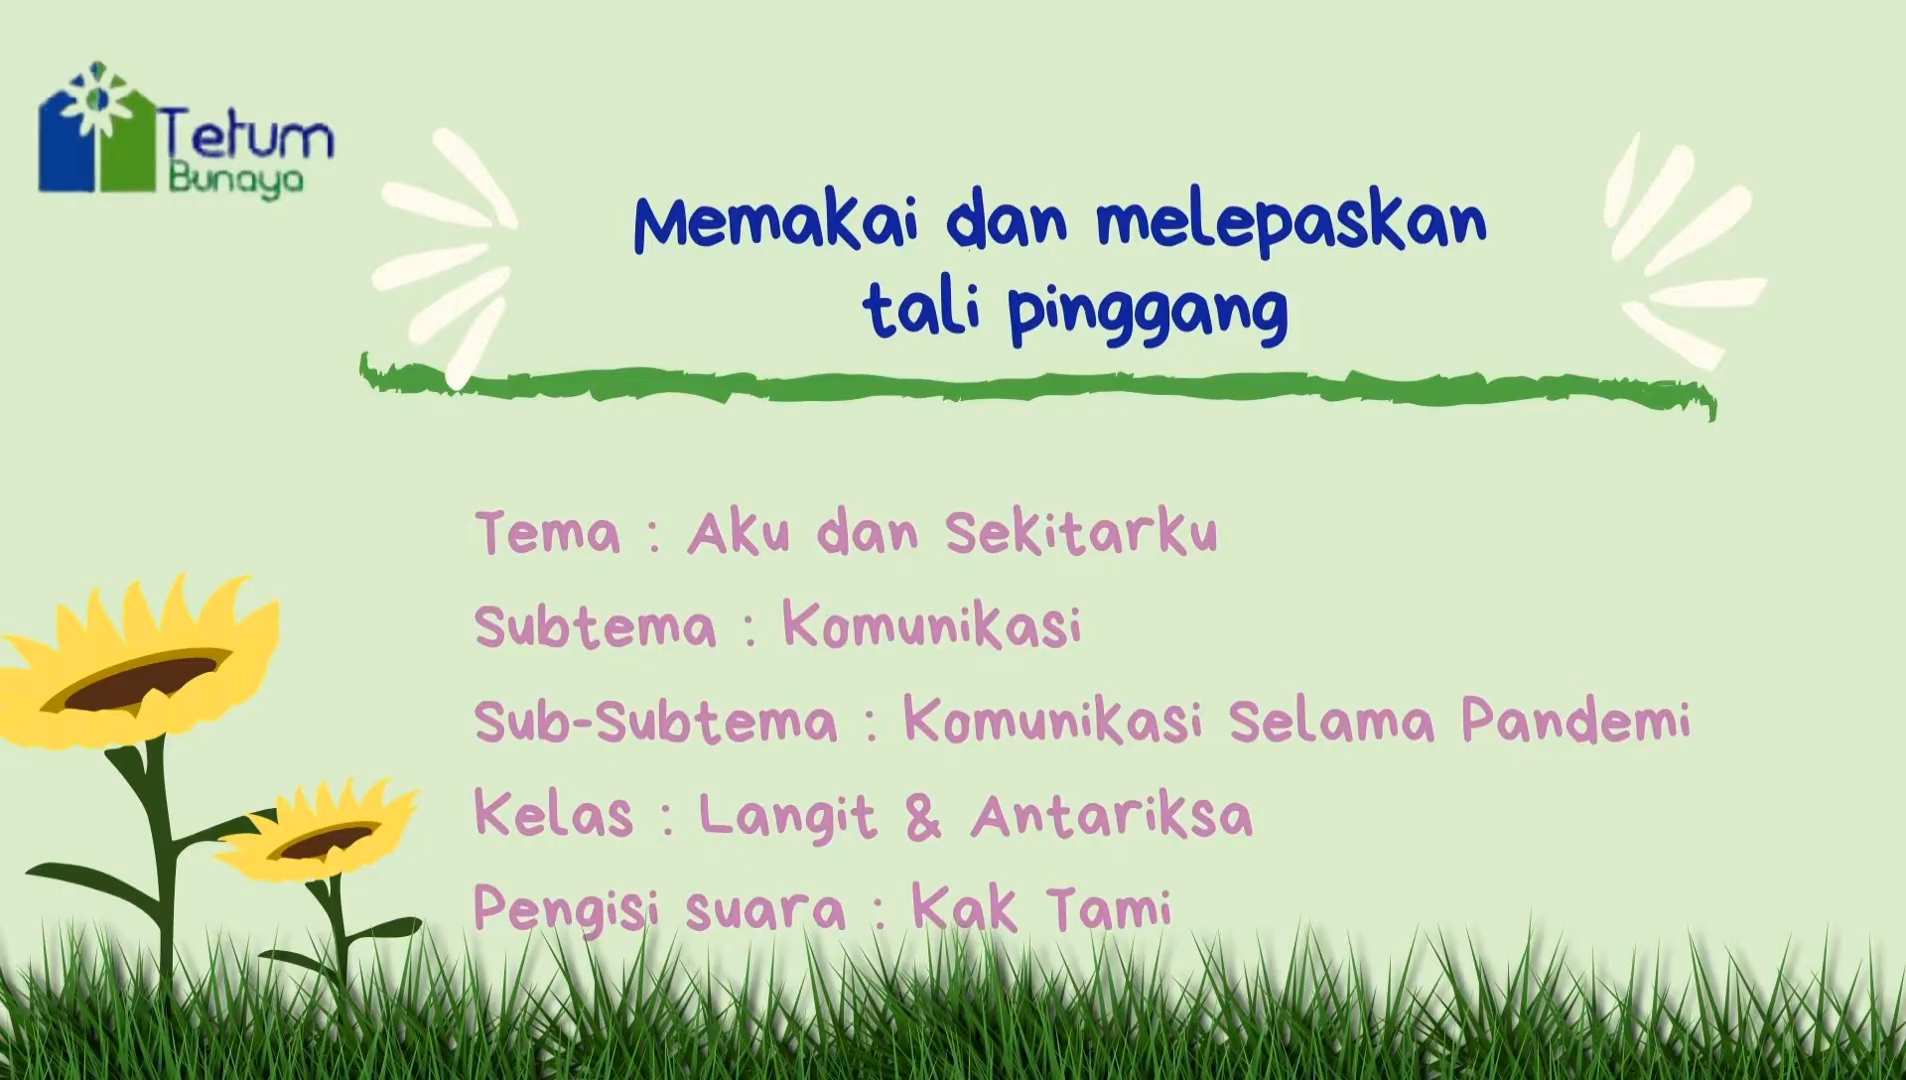 Tetum
Bunaya
Memakai dan melepaskan
tali pinggang
Tema : Aku dan Sekitarku
Subtema : Komunikasi
Sub-Subtema : Komunikasi Selama Pandemi
Kelas : Langit & Antariksa
Pengisi suara : Kak Tami